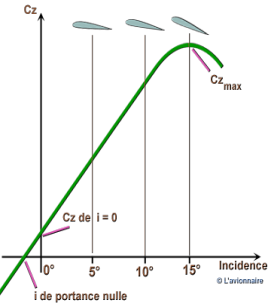 Cz
Cz max
Cz de i = 0
0° 5° 10° 15° Incidence
© L'avionnaire
i de portance nulle